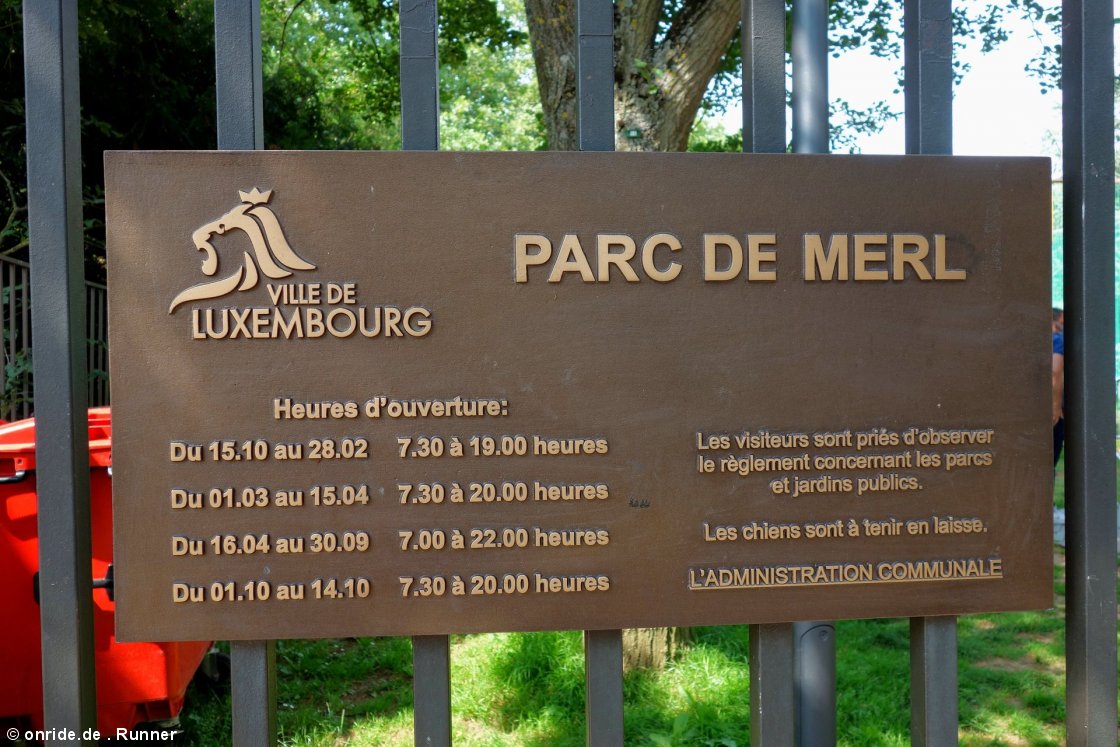 VILLE DE
LUXEMBOURG
PARC DE MERL
Heures d'ouverture:
Du 15.10 au 28.02 7.30 à 19.00 heures
Du 01.03 au 15.04 7.30 à 20.00 heures
Du 16.04 au 30.09 7.00 à 22.00 heures
Du 01.10 au 14.10 7.30 à 20.00 heures
Les visiteurs sont priés d'observer
le règlement concernant les parcs
et jardins publics.
Les chiens sont à tenir en laisse.
L'ADMINISTRATION COMMUNALE
© onride.de . Runner